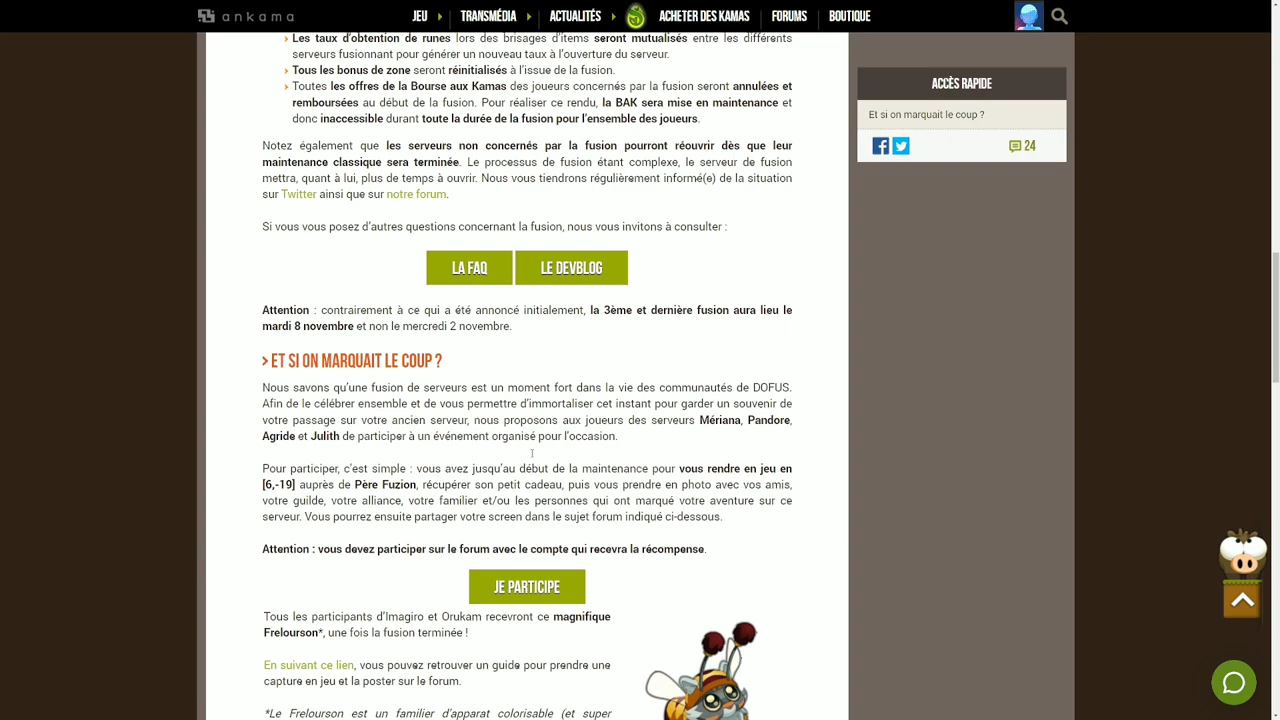 ankama
JEU TRANSMÉDIA ACTUALITÉS ACHETER DES KAMAS FORUMS BOUTIQUE
Les taux d'obtention de runes lors des brisages d'items seront mutualisés entre les différents
serveurs fusionnant pour générer un nouveau taux à l'ouverture du serveur.
Tous les bonus de zone seront réinitialisés à l'issue de la fusion.
Toutes les offres de la Bourse aux Kamas des joueurs concernés par la fusion seront annulées et
remboursées au début de la fusion. Pour réaliser ce rendu, la BAK sera mise en maintenance et
donc inaccessible durant toute la durée de la fusion pour l'ensemble des joueurs.
Notez également que les serveurs non concernés par la fusion pourront réouvrir dès que leur
maintenance classique sera terminée. Le processus de fusion étant complexe, le serveur de fusion
mettra, quant à lui, plus de temps à ouvrir. Nous vous tiendrons régulièrement informé(e) de la situation
sur Twitter ainsi que sur notre forum.
Si vous vous posez d'autres questions concernant la fusion, nous vous invitons à consulter :
LA FAQ LE DEVBLOG
Attention : contrairement à ce qui a été annoncé initialement, la 3ème et dernière fusion aura lieu le
mardi 8 novembre et non le mercredi 2 novembre.
> ET SI ON MARQUAIT LE COUP ?
Nous savons qu'une fusion de serveurs est un moment fort dans la vie des communautés de DOFUS.
Afin de le célébrer ensemble et de vous permettre d'immortaliser cet instant pour garder un souvenir de
votre passage sur votre ancien serveur, nous proposons aux joueurs des serveurs Mériana, Pandore,
Agride et Julith de participer à un événement organisé pour l'occasion.
Pour participer, c'est simple : vous avez jusqu'au début de la maintenance pour vous rendre en jeu en
[6,-19] auprès de Père Fuzion, récupérer son petit cadeau, puis vous prendre en photo avec vos amis,
votre guilde, votre alliance, votre familier et/ou les personnes qui ont marqué votre aventure sur ce
serveur. Vous pourrez ensuite partager votre screen dans le sujet forum indiqué ci-dessous.
Attention : vous devez participer sur le forum avec le compte qui recevra la récompense.
JE PARTICIPE
Tous les participants d'Imagiro et Orukam recevront ce magnifique
Frelourson*, une fois la fusion terminée !
En suivant ce lien, vous pouvez retrouver un guide pour prendre une
capture en jeu et la poster sur le forum.
*Le Frelourson est un familier d'apparat colorisable (et super
ACCÈS RAPIDE
Et si on marquait le coup ?
24